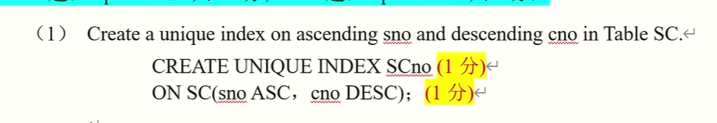 （1） Create a unique index on ascending sno and descending cno in Table SC.↵
CREATE UNIQUE INDEX SCno (1 分)↵
ON SC(sno ASC， cno DESC)； (1 分)↵